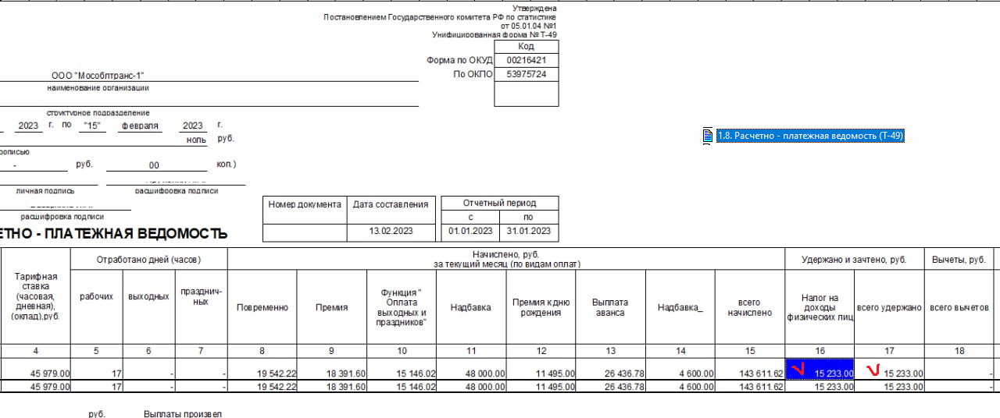 Утверждена
Постановлением Государственного комитета РФ по статистике
от 05.01.04 №1
Унифицированная форма № Т-49
Код
Форма по ОКУД 00216421
По ОКПО 53975724
ООО "Мособлтранс-1"
наименование организации
структурное подразделение
1.8. Расчетно - платежная ведомость (Т-49)
2023 г. по "15" февраля 2023 г.
ноль руб.
рописью
- руб. 00 коп.)
личная подпись расшифровка подписи
расшифровка подписи
Номер документа Дата составления Отчетный период
с по
13.02.2023 01.01.2023 31.01.2023
ЕТНО - ПЛАТЕЖНАЯ ВЕДОМОСТЬ
Тарифная ставка (часовая, дневная), (оклад),руб. Отработано дней (часов) Начислено, руб. Удержано и зачтено, руб. Вычеты, руб.
за текущий месяц (по видам оплат)
рабочих выходных празднич-ных Повременно Премия Функция " Оплата выходных и праздников" Надбавка Премия к дню рождения Выплата аванса Надбавка_ всего начислено Налог на доходы физических лиц всего удержано всего вычетов
4 5 6 7 8 9 10 11 12 13 14 15 16 17 18
45 979.00 17 - - 19 542.22 18 391.60 15 146.02 48 000.00 11 495.00 26 436.78 4 600.00 143 611.62 15 233.00 15 233.00 -
45 979.00 17 - - 19 542.22 18 391.60 15 146.02 48 000.00 11 495.00 26 436.78 4 600.00 143 611.62 15 233.00 15 233.00 -
руб. Выплаты произвел